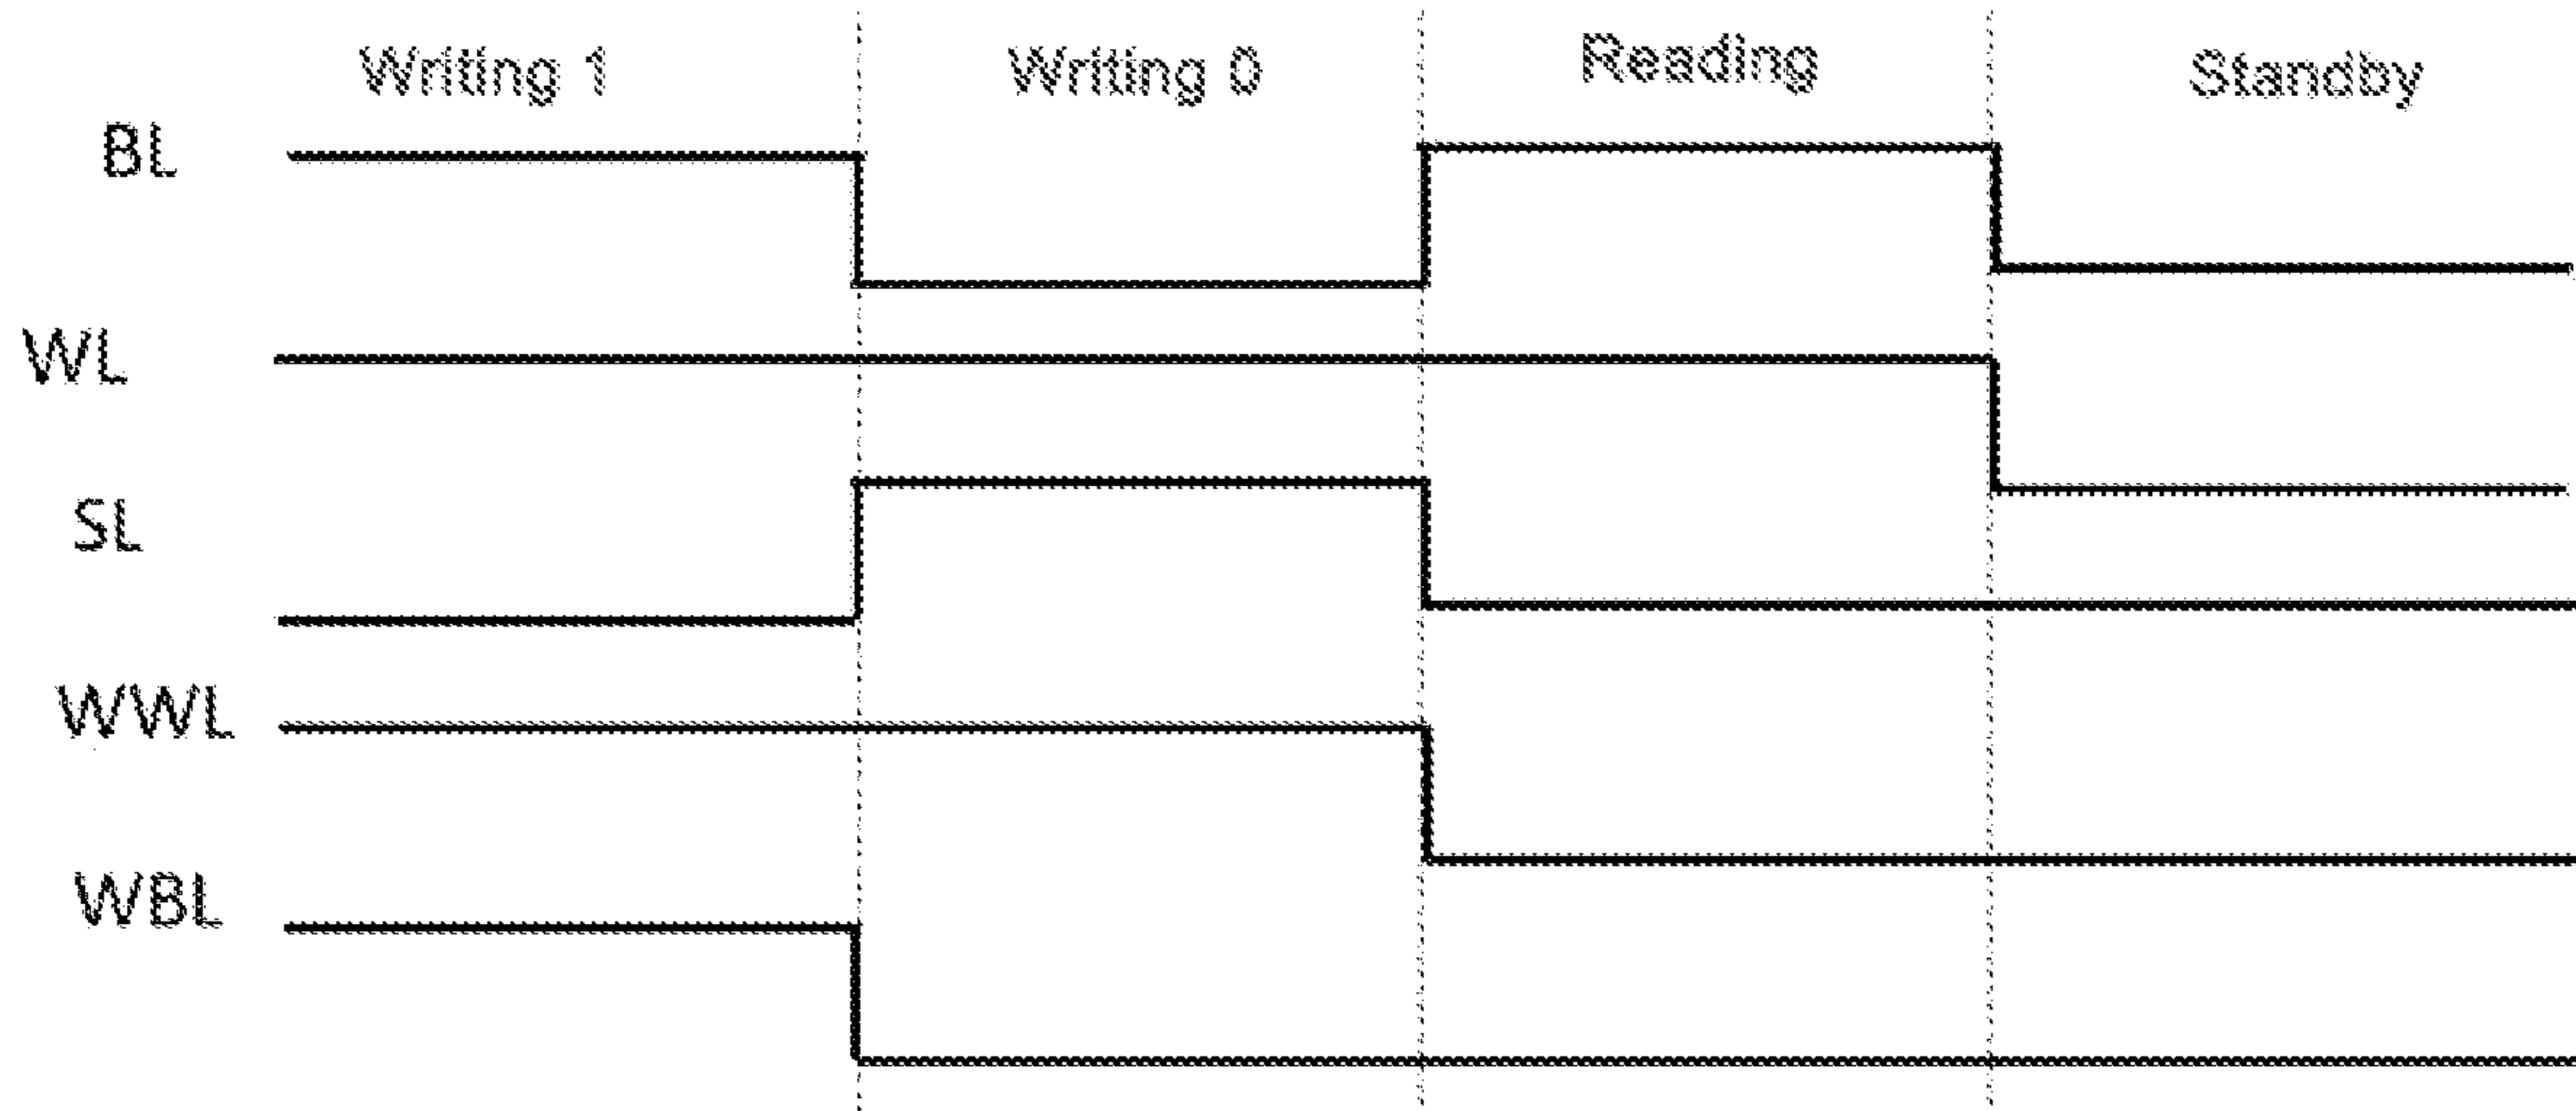 Writing 1 Writing 0 Reading Standby
BL
WL
SL
WWL
WBL